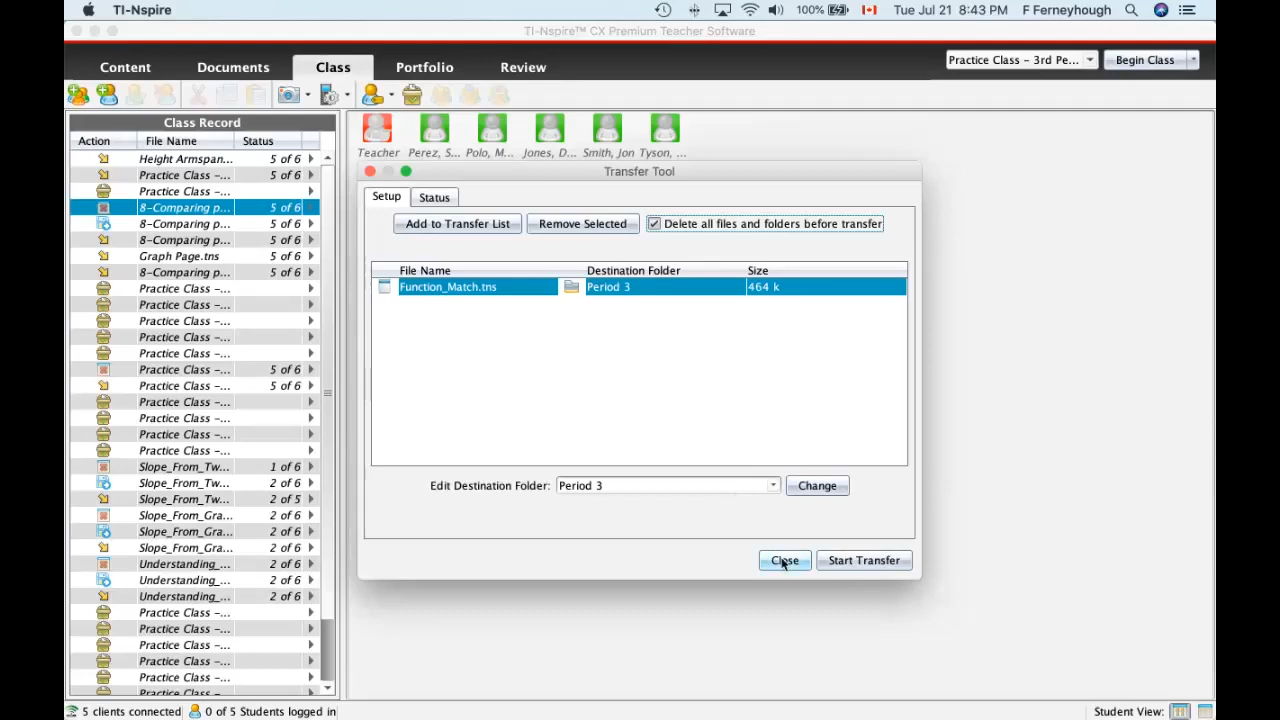 TI-Nspire 100% Tue Jul 21 8:43 PM F Ferneyhough
TI-Nspire™ CX Premium Teacher Software
Content Documents Class Portfolio Review Practice Class - 3rd Pe... Begin Class
Class Record
Action File Name Status
Height Armspan... 5 of 6
Practice Class -... 5 of 6
Practice Class -...
8-Comparing p... 5 of 6
8-Comparing p... 5 of 6
8-Comparing p... 5 of 6
Graph Page.tns 5 of 6
8-Comparing p... 5 of 6
Practice Class -...
Practice Class -...
Practice Class -...
Practice Class -...
Practice Class -...
Practice Class -... 5 of 6
Practice Class -... 5 of 6
Practice Class -...
Practice Class -...
Practice Class -...
Practice Class -...
Slope_From_Tw... 1 of 6
Slope_From_Tw... 2 of 6
Slope_From_Tw... 2 of 5
Slope_From_Gra... 2 of 6
Slope_From_Gra... 2 of 6
Slope_From_Gra... 2 of 6
Understanding_... 2 of 6
Understanding_... 2 of 6
Understanding_... 2 of 6
Practice Class -...
Practice Class -...
Practice Class -...
Practice Class -...
Practice Class -...
Practice Class -...
Teacher Perez, S... Polo, M... Jones, D... Smith, Jon Tyson, ...
Transfer Tool
Setup Status
Add to Transfer List Remove Selected Delete all files and folders before transfer
File Name Destination Folder Size
Function_Match.tns Period 3 464 k
Edit Destination Folder: Period 3 Change
Close Start Transfer
5 clients connected 0 of 5 Students logged in Student View: